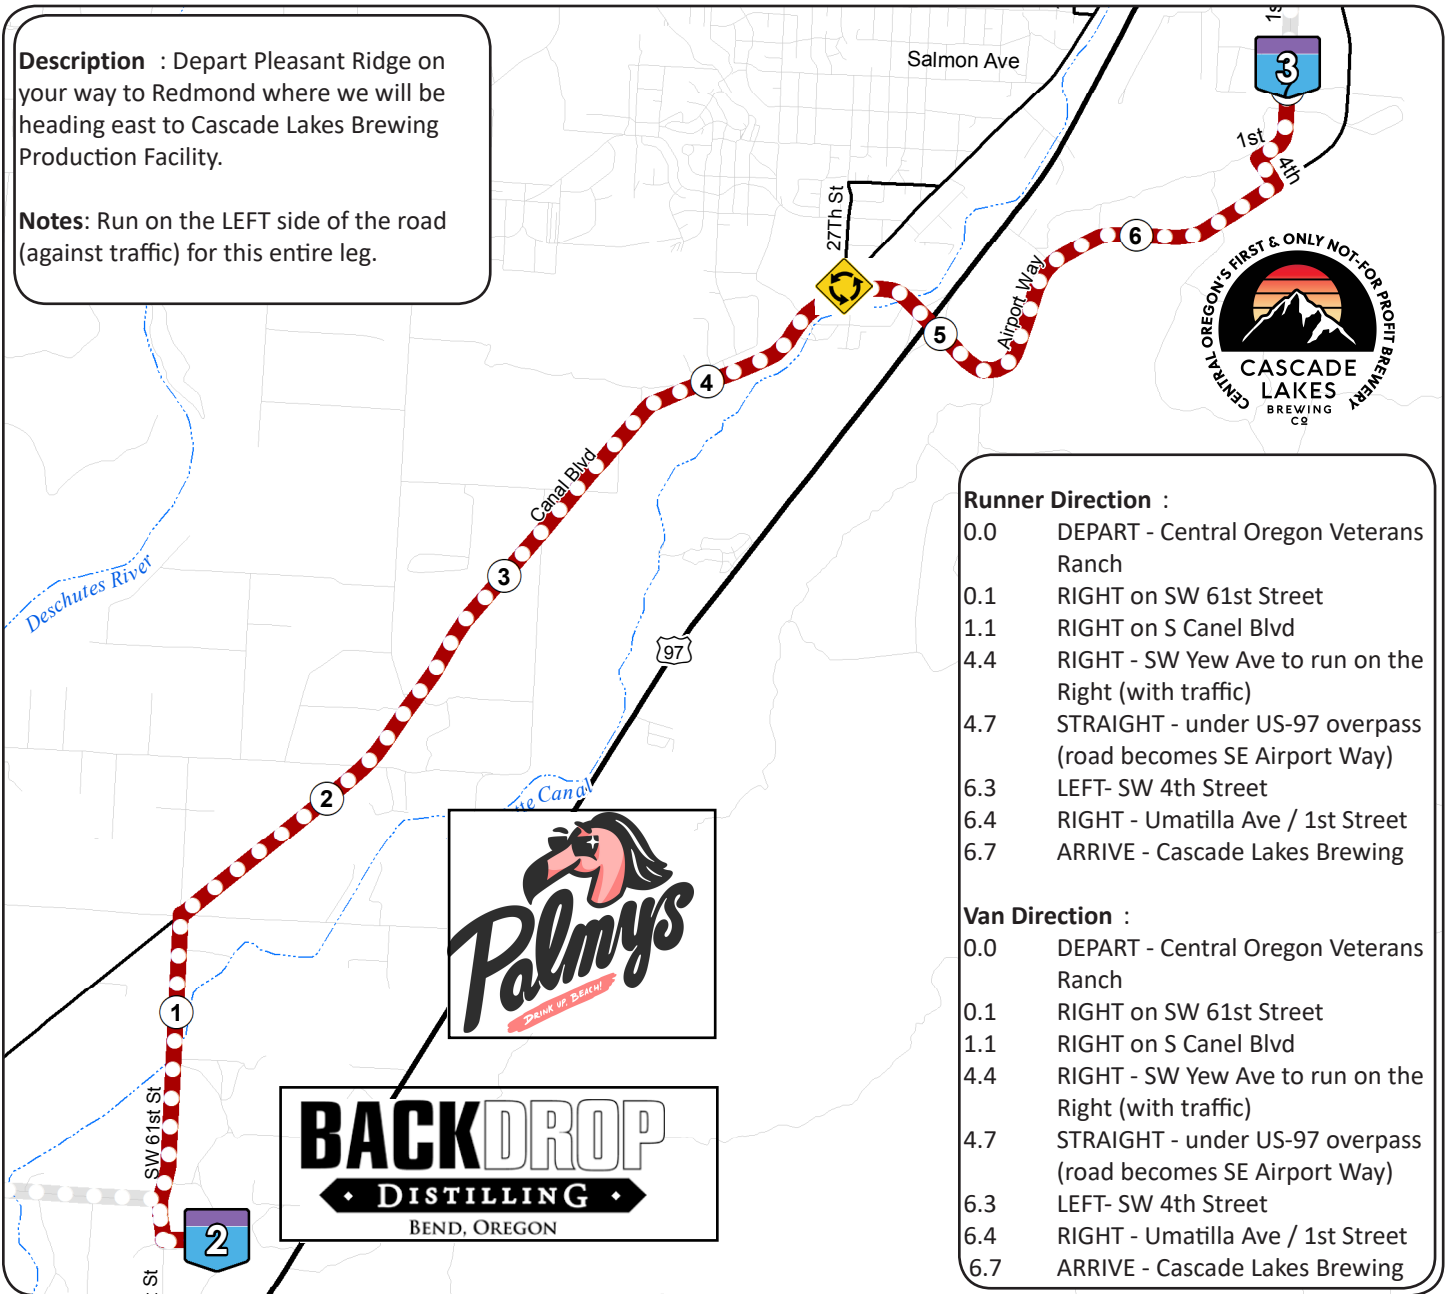 Description : Depart Pleasant Ridge on
your way to Redmond where we will be
heading east to Cascade Lakes Brewing
Production Facility.
Notes: Run on the LEFT side of the road
(against traffic) for this entire leg.
Salmon Ave
1s
3
1st
4th
27Th St
6
Airport Way
5
4
Canal Blvd
3
Deschutes River
97
2
tte Canal
1
SW 61st St
2
St
CENTRAL OREGON'S FIRST & ONLY NOT-FOR PROFIT BREWERY
CASCADE
LAKES
BREWING
CO
Palmys
DRINK UP, BEACH!
BACKDROP
DISTILLING
BEND, OREGON
Runner Direction :
0.0 DEPART - Central Oregon Veterans
Ranch
0.1 RIGHT on SW 61st Street
1.1 RIGHT on S Canel Blvd
4.4 RIGHT - SW Yew Ave to run on the
Right (with traffic)
4.7 STRAIGHT - under US-97 overpass
(road becomes SE Airport Way)
6.3 LEFT- SW 4th Street
6.4 RIGHT - Umatilla Ave / 1st Street
6.7 ARRIVE - Cascade Lakes Brewing
Van Direction :
0.0 DEPART - Central Oregon Veterans
Ranch
0.1 RIGHT on SW 61st Street
1.1 RIGHT on S Canel Blvd
4.4 RIGHT - SW Yew Ave to run on the
Right (with traffic)
4.7 STRAIGHT - under US-97 overpass
(road becomes SE Airport Way)
6.3 LEFT- SW 4th Street
6.4 RIGHT - Umatilla Ave / 1st Street
6.7 ARRIVE - Cascade Lakes Brewing